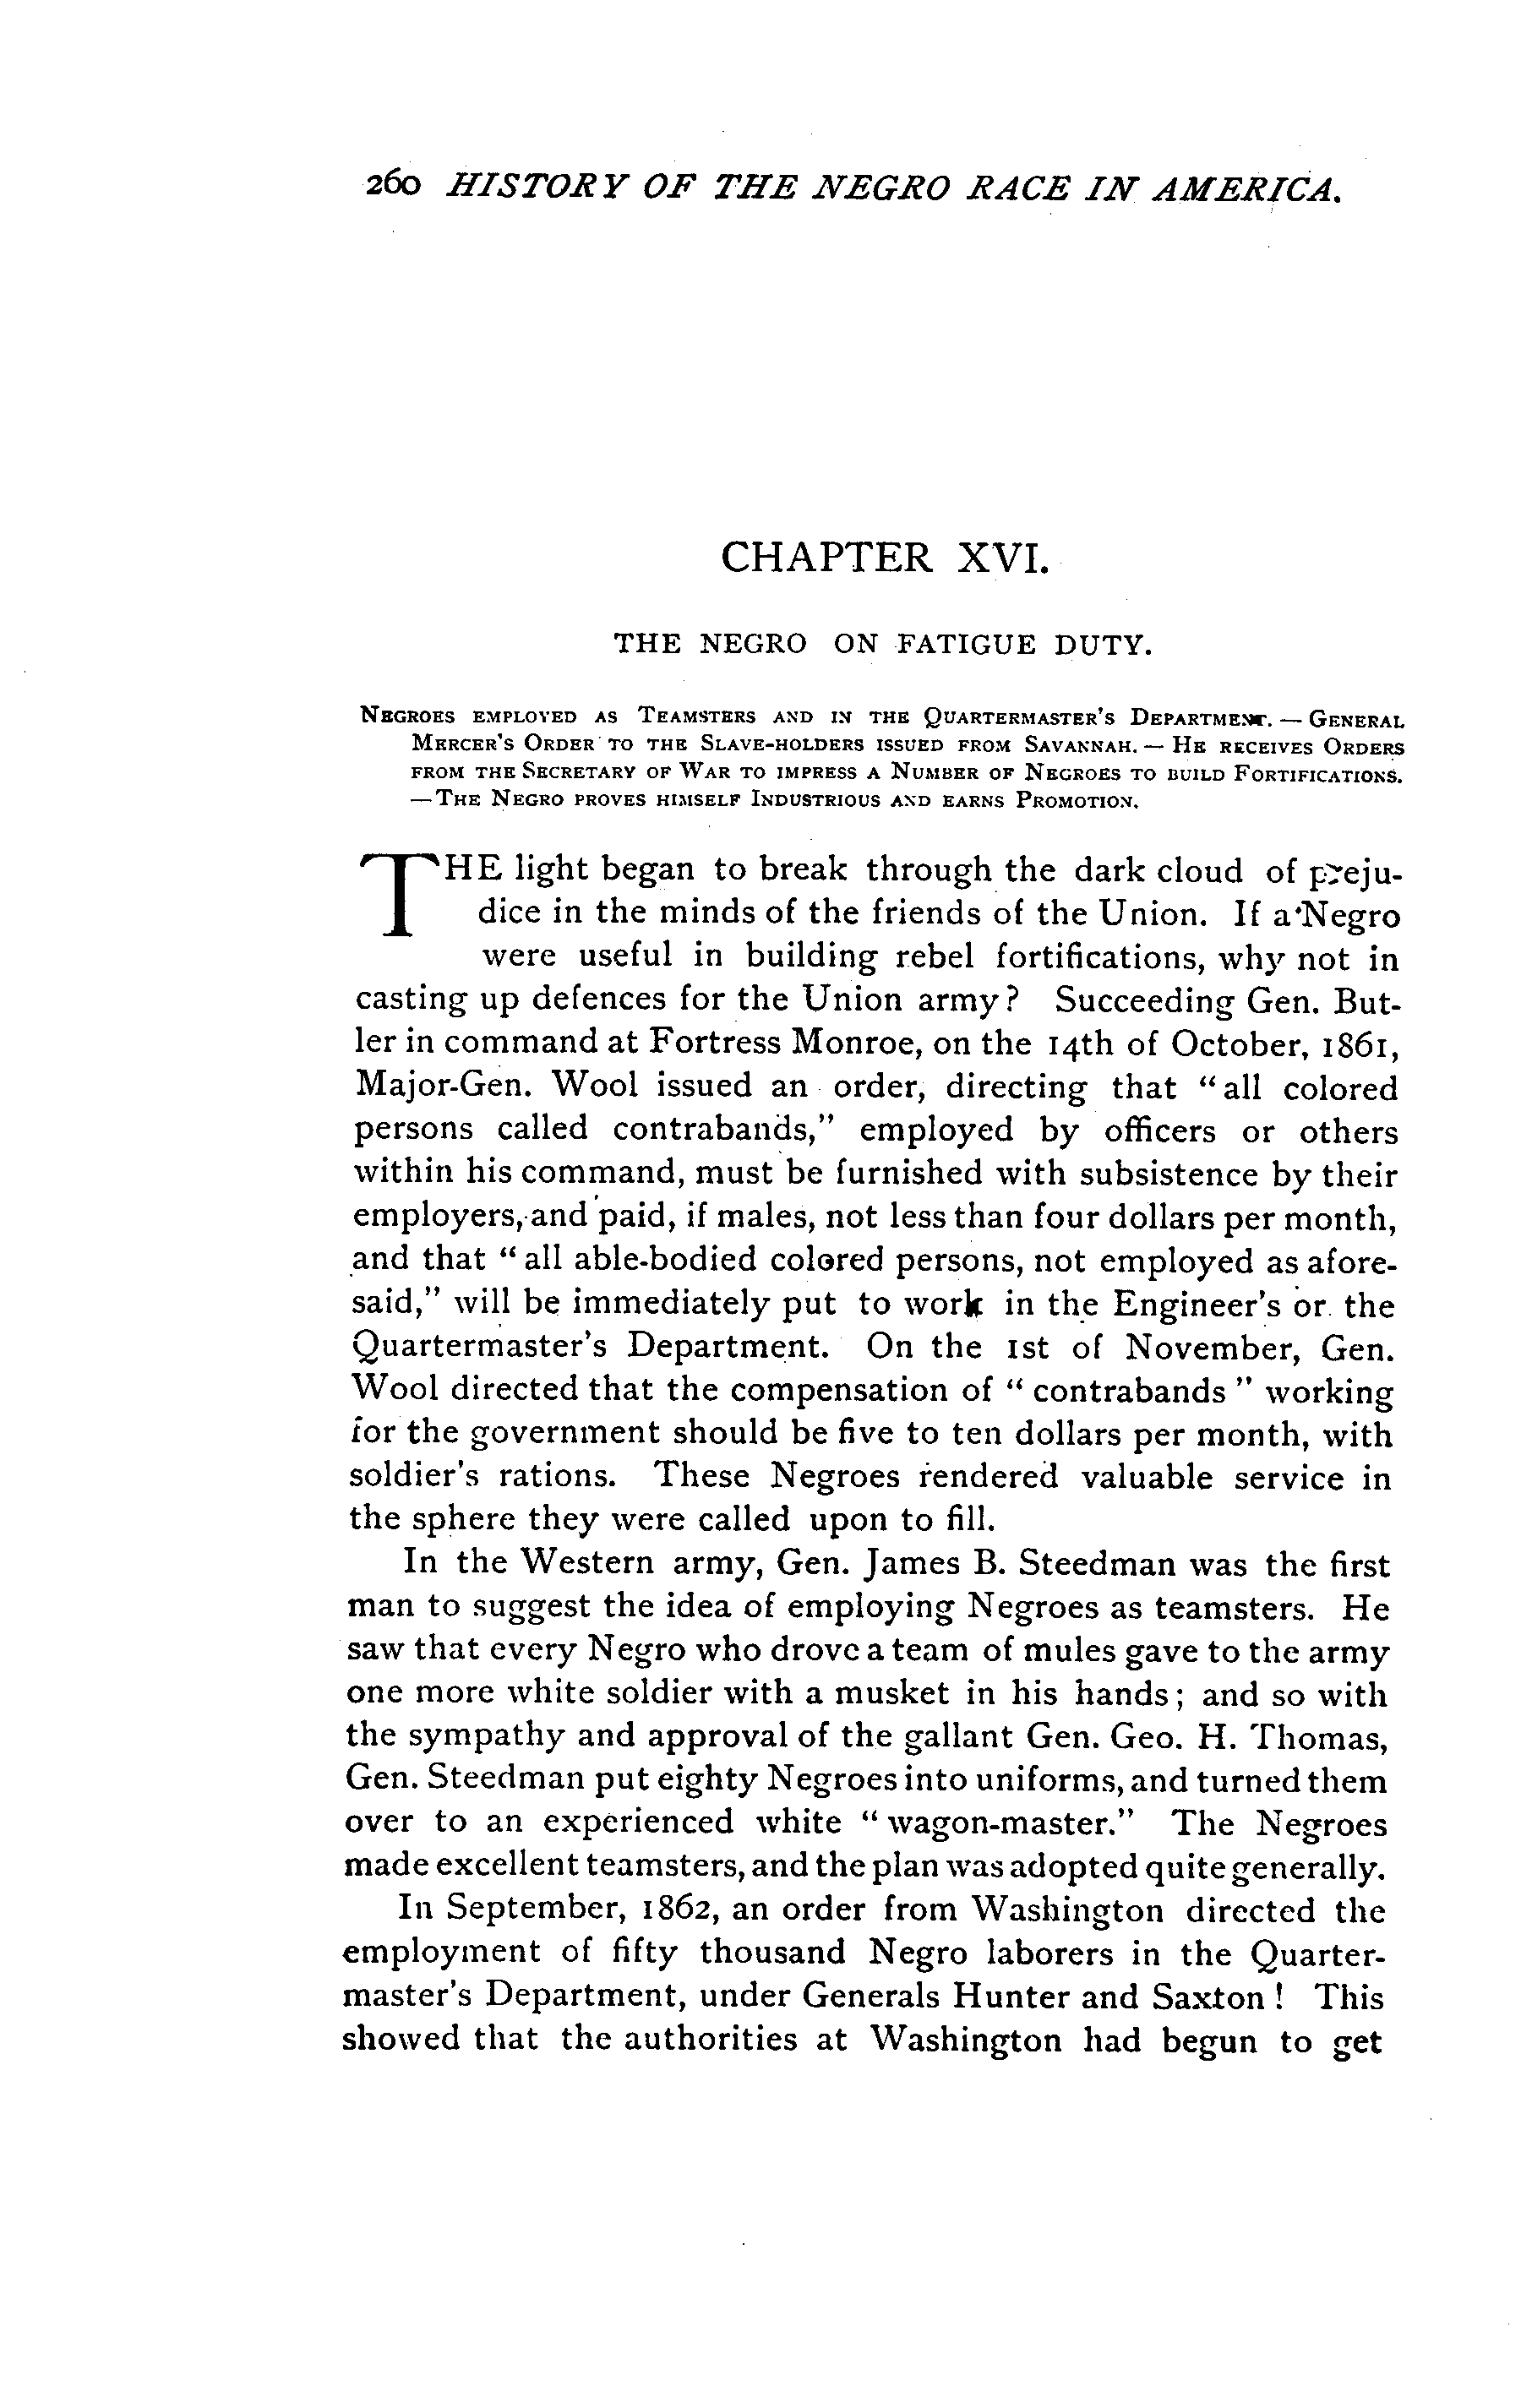 260 HISTORY OF THE NEGRO RACE IN AMERICA.
CHAPTER XVI.
THE NEGRO ON FATIGUE DUTY.
NEGROES EMPLOYED AS TEAMSTERS AND IN THE QUARTERMASTER'S DEPARTMENT. — GENERAL
MERCER'S ORDER TO THE SLAVE-HOLDERS ISSUED FROM SAVANNAH. — HE RECEIVES ORDERS
FROM THE SECRETARY OF WAR TO IMPRESS A NUMBER OF NEGROES TO BUILD FORTIFICATIONS.
— THE NEGRO PROVES HIMSELF INDUSTRIOUS AND EARNS PROMOTION.
THE light began to break through the dark cloud of preju-
dice in the minds of the friends of the Union. If a Negro
were useful in building rebel fortifications, why not in
casting up defences for the Union army? Succeeding Gen. But-
ler in command at Fortress Monroe, on the 14th of October, 1861,
Major-Gen. Wool issued an order, directing that "all colored
persons called contrabands," employed by officers or others
within his command, must be furnished with subsistence by their
employers, and paid, if males, not less than four dollars per month,
and that "all able-bodied colored persons, not employed as afore-
said," will be immediately put to work in the Engineer's or the
Quartermaster's Department. On the 1st of November, Gen.
Wool directed that the compensation of "contrabands" working
for the government should be five to ten dollars per month, with
soldier's rations. These Negroes rendered valuable service in
the sphere they were called upon to fill.
In the Western army, Gen. James B. Steedman was the first
man to suggest the idea of employing Negroes as teamsters. He
saw that every Negro who drove a team of mules gave to the army
one more white soldier with a musket in his hands; and so with
the sympathy and approval of the gallant Gen. Geo. H. Thomas,
Gen. Steedman put eighty Negroes into uniforms, and turned them
over to an experienced white "wagon-master." The Negroes
made excellent teamsters, and the plan was adopted quite generally.
In September, 1862, an order from Washington directed the
employment of fifty thousand Negro laborers in the Quarter-
master's Department, under Generals Hunter and Saxton! This
showed that the authorities at Washington had begun to get